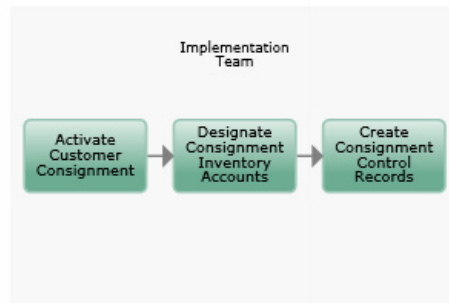 Implementation
Team
Activate
Customer
Consignment
Designate
Consignment
Inventory
Accounts
Create
Consignment
Control
Records